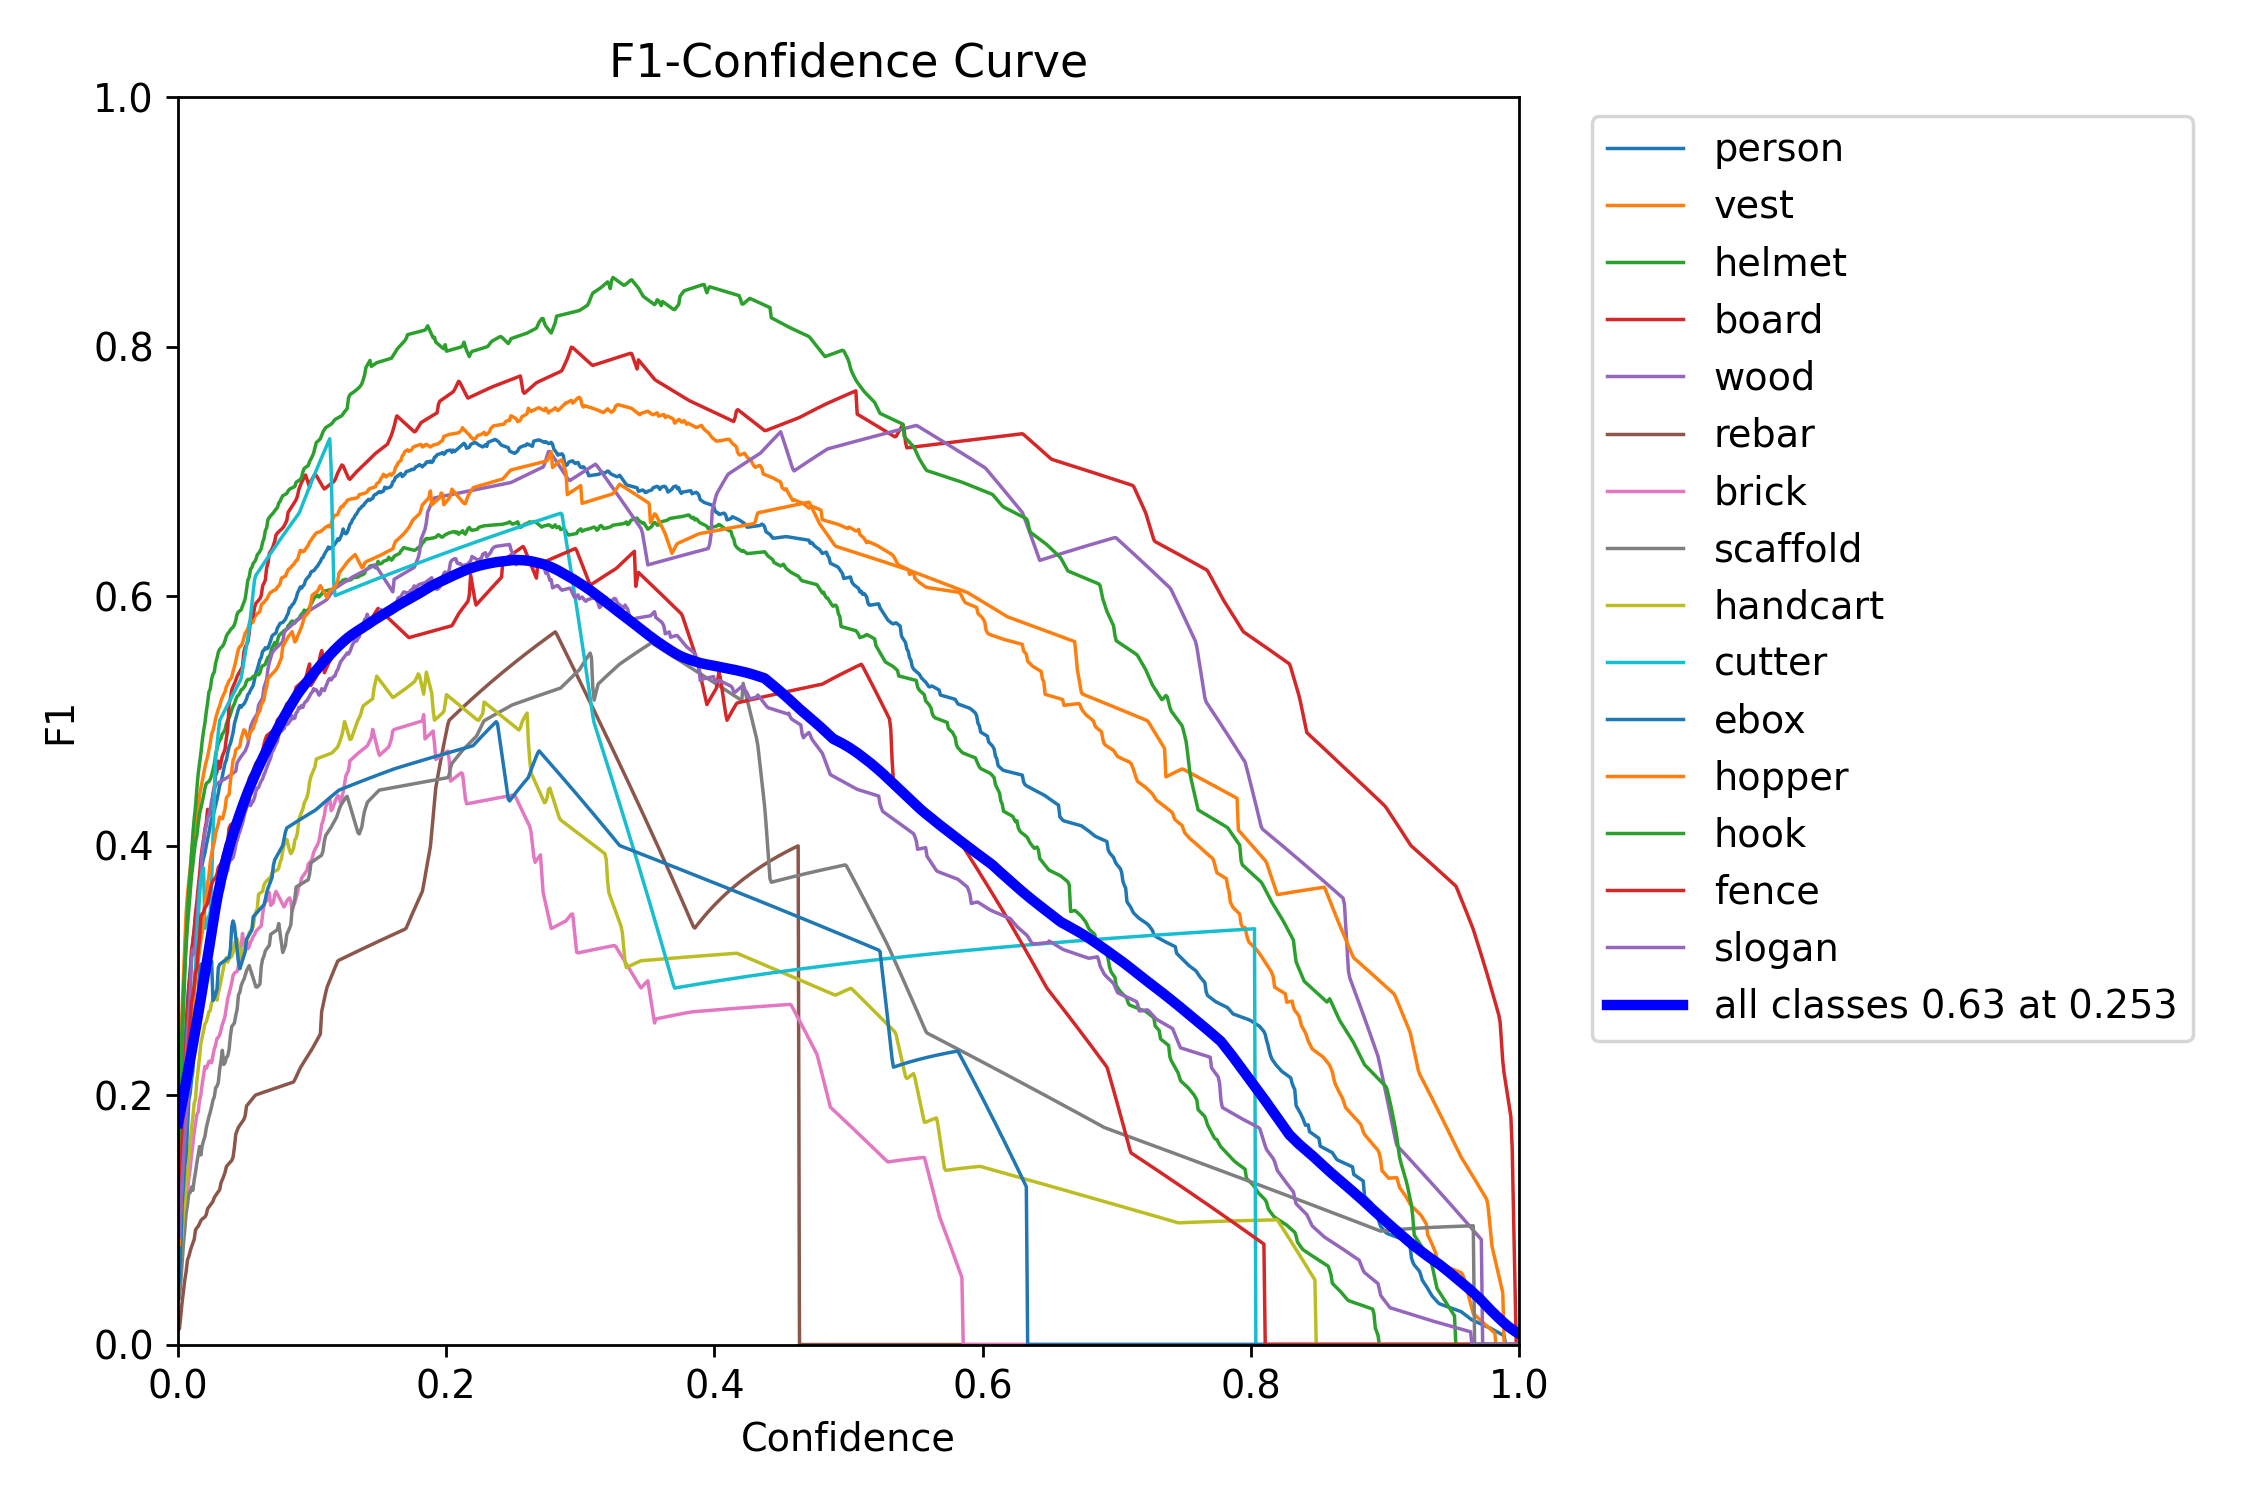 F1-Confidence Curve
1.0
0.8
0.6
0.4
0.2
0.0
F1
0.0 0.2 0.4 0.6 0.8 1.0
Confidence
person
vest
helmet
board
wood
rebar
brick
scaffold
handcart
cutter
ebox
hopper
hook
fence
slogan
all classes 0.63 at 0.253